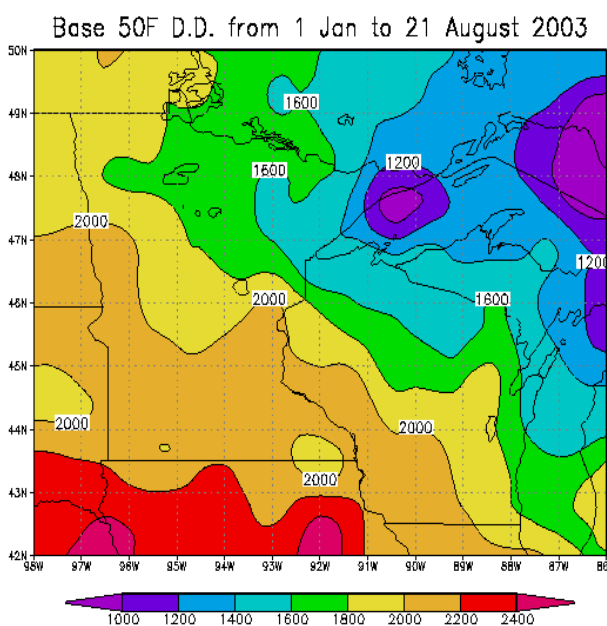 Base 50F D.D. from 1 Jan to 21 August 2003
50N
49N
1600
48N
1600
1200
2000
47N
1200
46N
2000
1600
45N
44N
2000
2000
43N
2000
42N
98W 97W 96W 95W 94W 93W 92W 91W 90W 89W 88W 87W 86
1000 1200 1400 1600 1800 2000 2200 2400